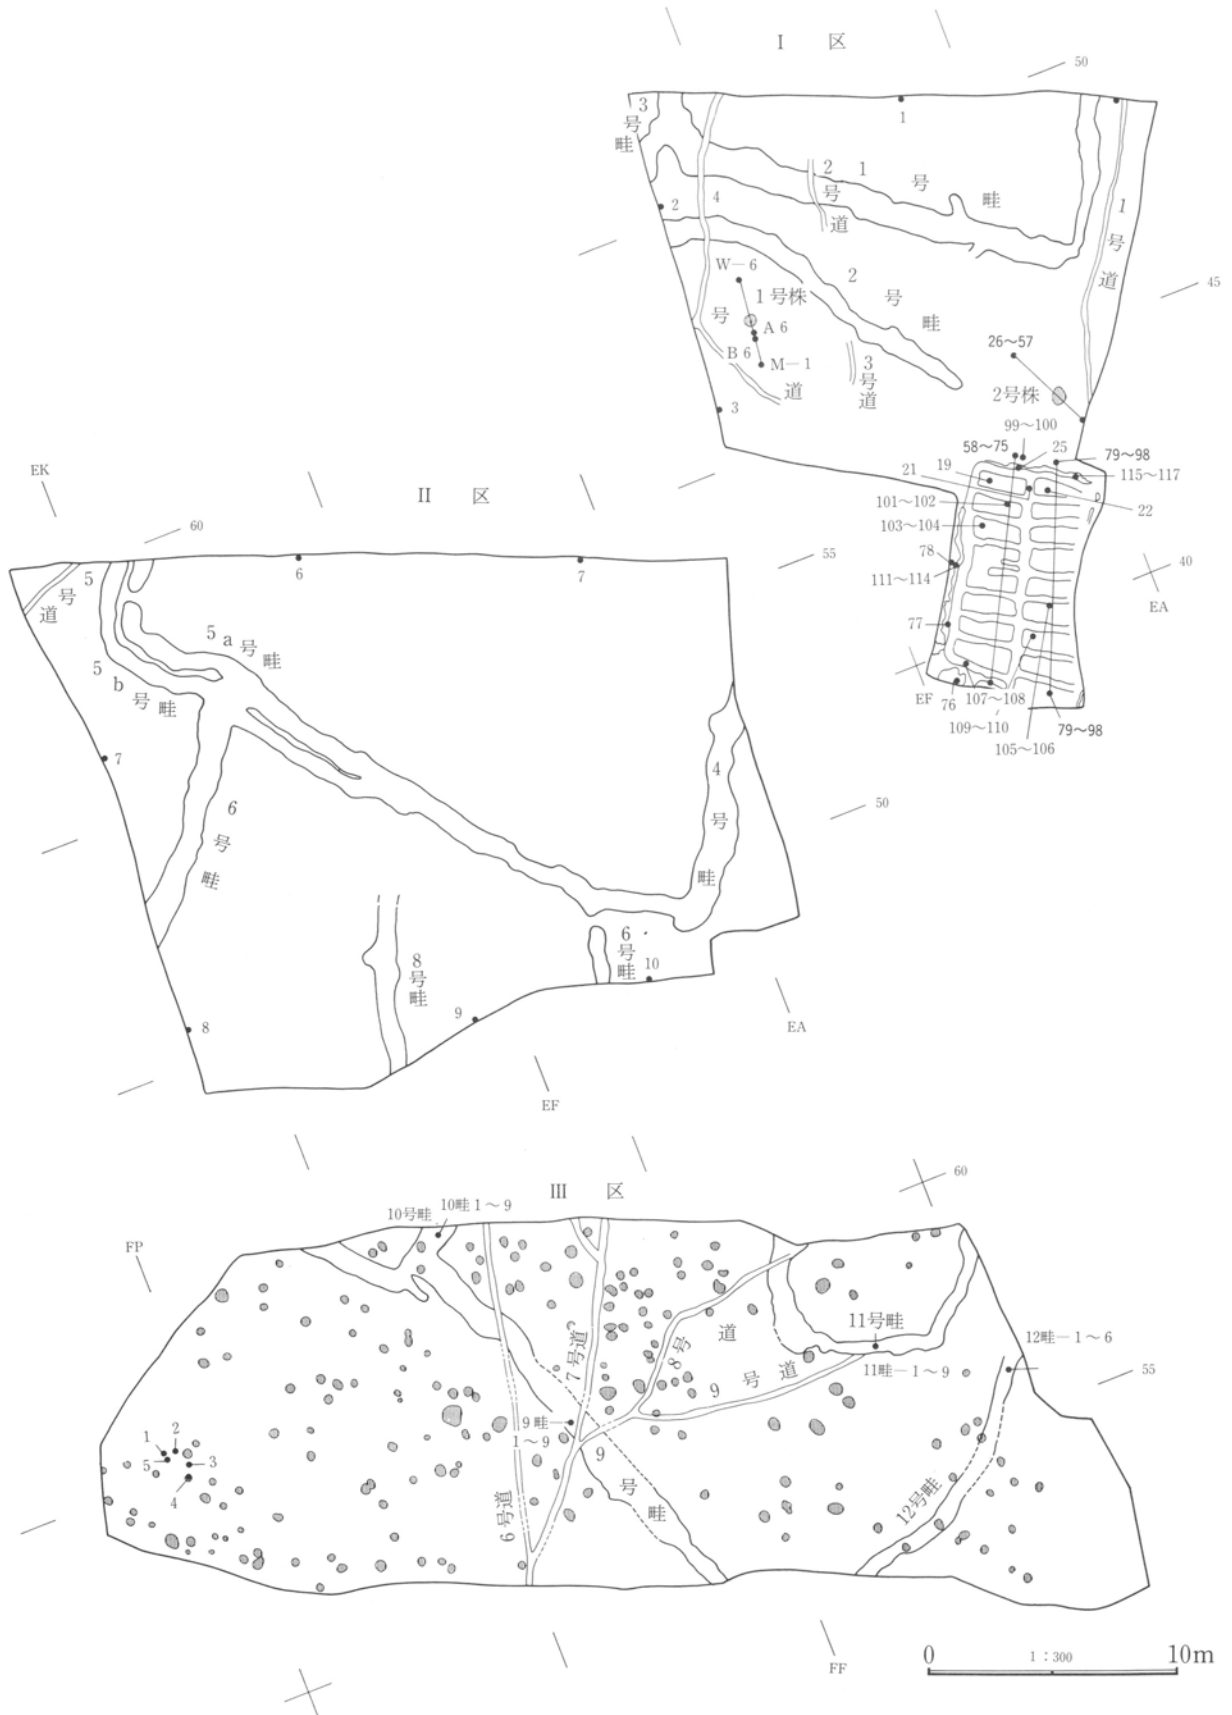 I 区
50
3号畦
1
2号道
1号畦
4号道
1号道
2
W－6
1号株
2号畦
45
A 6
B 6
M－1
3号道
26～57
2号株
3
99～100
58～75
25
79～98
EK
II 区
21
19
115～117
101～102
22
60
103～104
55
6
7
78
40
5号道
111～114
EA
5a号畦
77
5b号畦
EF
76
107～108
109～110
79～98
105～106
7
4号畦
50
6号畦
6号畦
8号畦
10
9
8
EA
EF
III 区
60
10号畦
10畦1～9
FP
11号畦
12畦－1～6
7号道
8号道
9号道
11畦－1～9
55
9畦
1～9
1
2
5
3
4
9号畦
6号道
12号畦
FF
0
1：300
10m